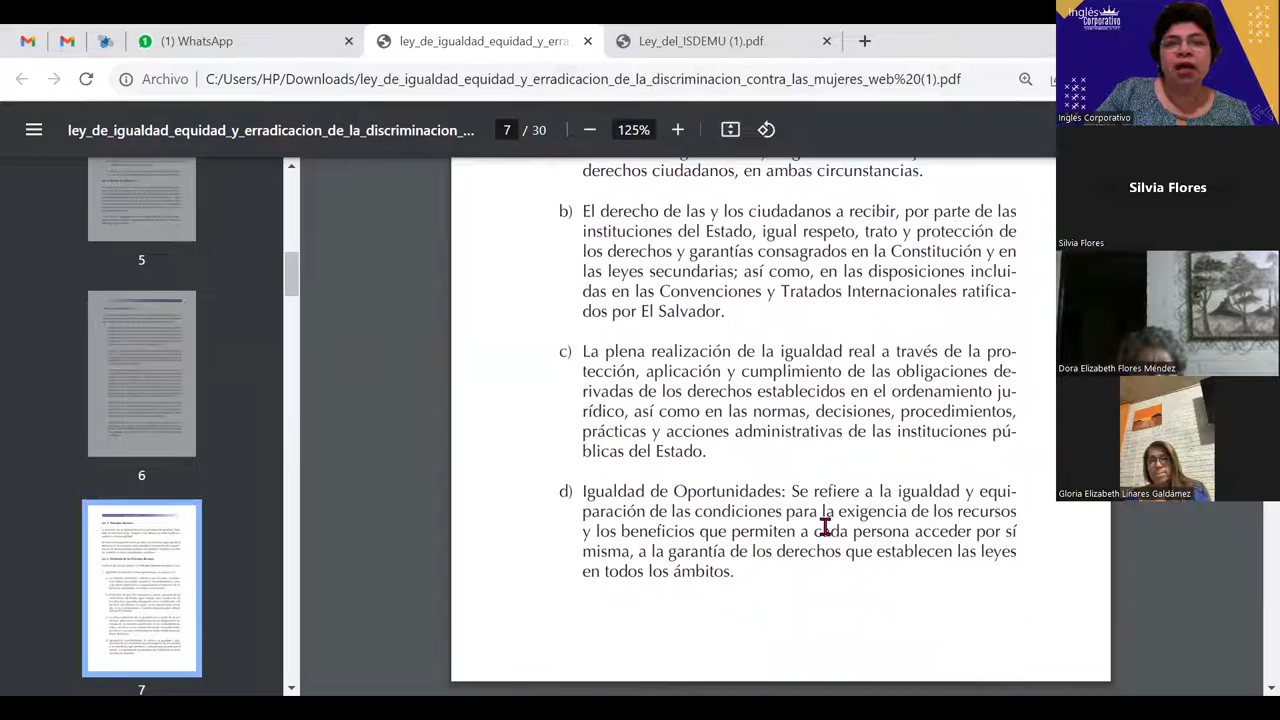 (1) WhatsApp
ley_de_igualdad_equidad_y_erra
Ley_del_ISDEMU (1).pdf
Archivo
C:/Users/HP/Downloads/ley_de_igualdad_equidad_y_erradicacion_de_la_discriminacion_contra_las_mujeres_web%20(1).pdf
ley_de_igualdad_equidad_y_erradicacion_de_la_discriminacion_...
7 / 30
125%
5
6
7
derechos ciudadanos, en ambas circunstancias.
b) El derecho de las y los ciudadanos a recibir, por parte de las
instituciones del Estado, igual respeto, trato y protección de
los derechos y garantías consagrados en la Constitución y en
las leyes secundarias; así como, en las disposiciones inclui-
das en las Convenciones y Tratados Internacionales ratifica-
dos por El Salvador.
c) La plena realización de la igualdad real a través de la pro-
tección, aplicación y cumplimiento de las obligaciones de-
rivadas de los derechos establecidos en el ordenamiento ju-
rídico, así como en las normas, decisiones, procedimientos,
prácticas y acciones administrativas de las instituciones pú-
blicas del Estado.
d) Igualdad de Oportunidades: Se refiere a la igualdad y equi-
paración de las condiciones para la exigencia de los recursos
y los beneficios que permiten a cada persona acceder por sí
misma, a la garantía de los derechos que establecen las leyes
en todos los ámbitos.
Inglés
Corporativo
Inglés Corporativo
Silvia Flores
Silvia Flores
Dora Elizabeth Flores Méndez
Gloria Elizabeth Linares Galdámez